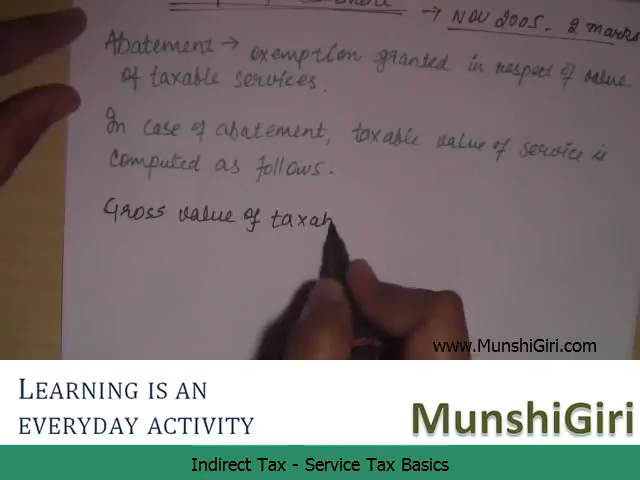 → Nov 2005 - 2 marks
Abatement → exemption granted in respect of value
of taxable services.
In case of abatement, taxable value of service is
computed as follows.
Gross value of taxab
www.MunshiGiri.com
LEARNING IS AN
EVERYDAY ACTIVITY
MunshiGiri
Indirect Tax - Service Tax Basics